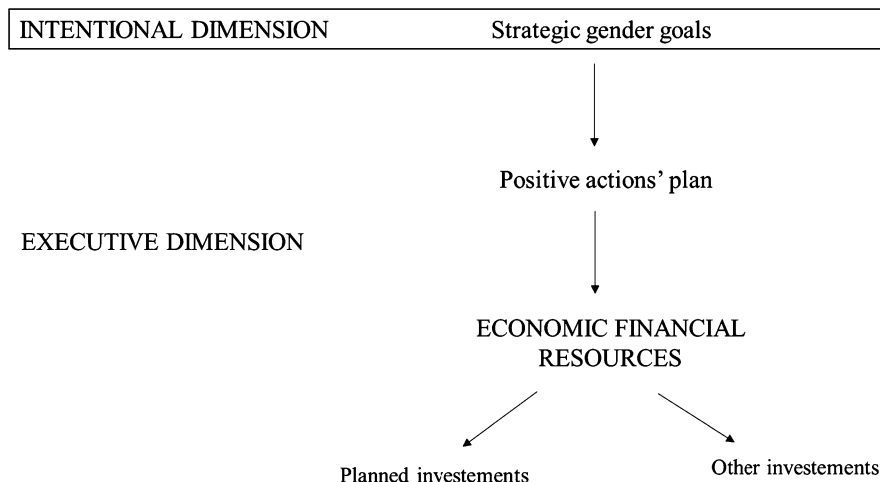 INTENTIONAL DIMENSION Strategic gender goals
Positive actions’ plan
EXECUTIVE DIMENSION
ECONOMIC FINANCIAL
RESOURCES
Planned investements
Other investements